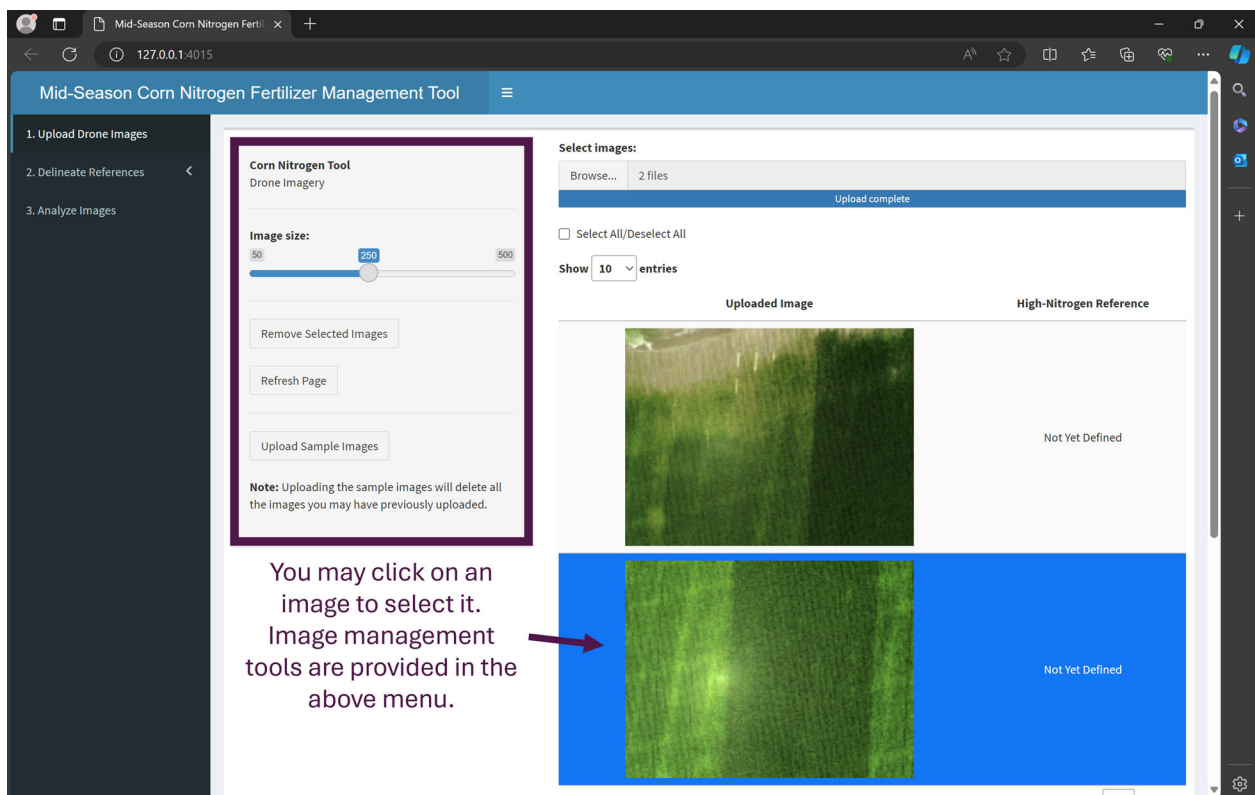 Mid-Season Corn Nitrogen Fertil
127.0.0.1:4015
Mid-Season Corn Nitrogen Fertilizer Management Tool
1. Upload Drone Images
2. Delineate References
3. Analyze Images
Corn Nitrogen Tool
Drone Imagery
Image size:
50
250
500
Remove Selected Images
Refresh Page
Upload Sample Images
Note: Uploading the sample images will delete all
the images you may have previously uploaded.
You may click on an
image to select it.
Image management
tools are provided in the
above menu.
Select images:
Browse...
2 files
Upload complete
Select All/Deselect All
Show 10 entries
Uploaded Image
High-Nitrogen Reference
Not Yet Defined
Not Yet Defined